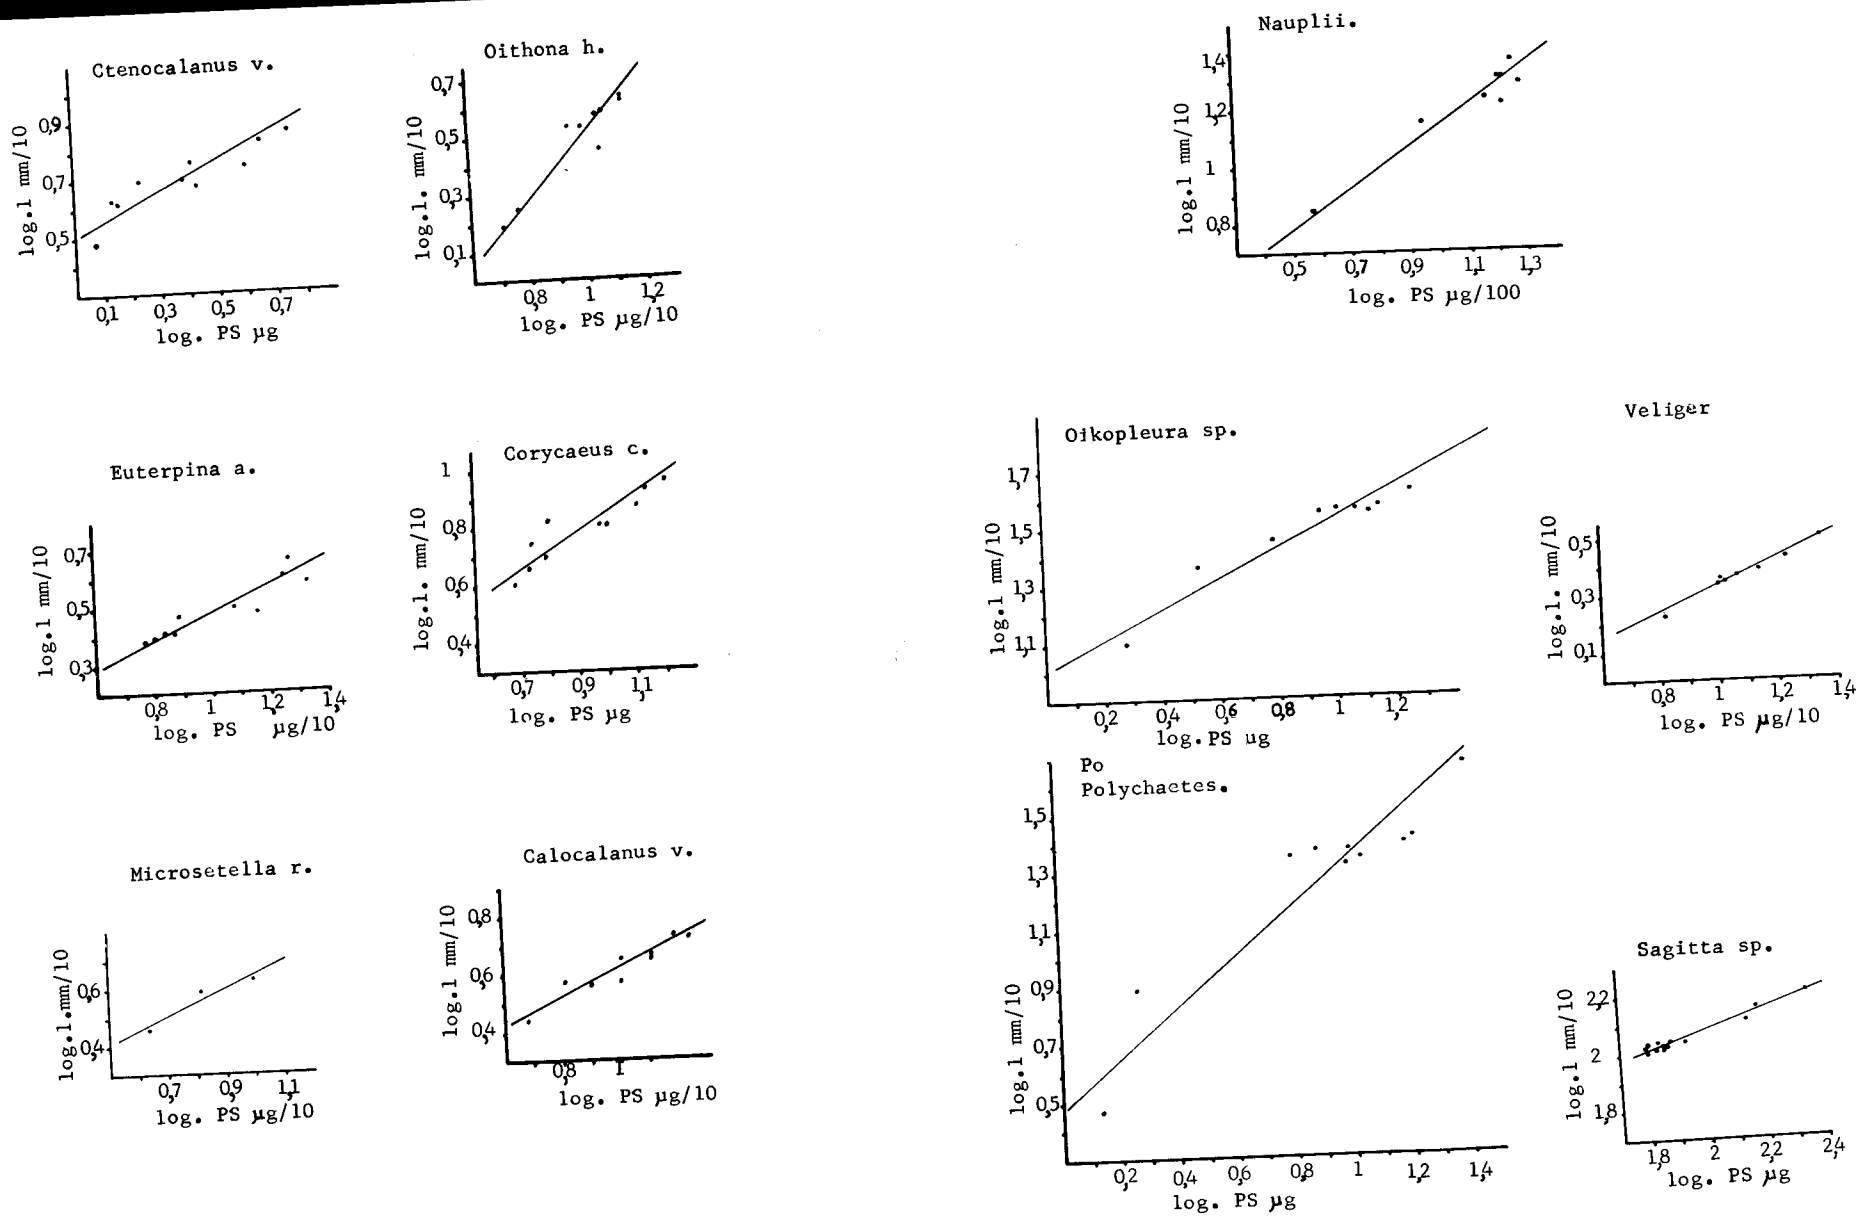 Ctenocalanus v.
log.l mm/10
0,9
0,7
0,5
0,1 0,3 0,5 0,7
log. PS µg
Oithona h.
log.l. mm/10
0,7
0,5
0,3
0,1
0,8 1 1,2
log. PS µg/10
Nauplii.
log.l mm/10
1,4
1,2
1
0,8
0,5 0,7 0,9 1,1 1,3
log. PS µg/100
Euterpina a.
log.l mm/10
0,7
0,5
0,3
0,8 1 1,2 1,4
log. PS µg/10
Corycaeus c.
log.l. mm/10
1
0,8
0,6
0,4
0,7 0,9 1,1
log. PS µg
Oikopleura sp.
log.l mm/10
1,7
1,5
1,3
1,1
0,2 0,4 0,6 0,8 1 1,2
log. PS ug
Veliger
log.l. mm/10
0,5
0,3
0,1
0,8 1 1,2 1,4
log. PS µg/10
Microsetella r.
log.l.mm/10
0,6
0,4
0,7 0,9 1,1
log. PS µg/10
Calocalanus v.
log.l mm/10
0,8
0,6
0,4
0,8 1
log. PS µg/10
Po
Polychaetes.
log.l mm/10
1,5
1,3
1,1
0,9
0,7
0,5
0,2 0,4 0,6 0,8 1 1,2 1,4
log. PS µg
Sagitta sp.
log.l mm/10
2,2
2
1,8
1,8 2 2,2 2,4
log. PS µg